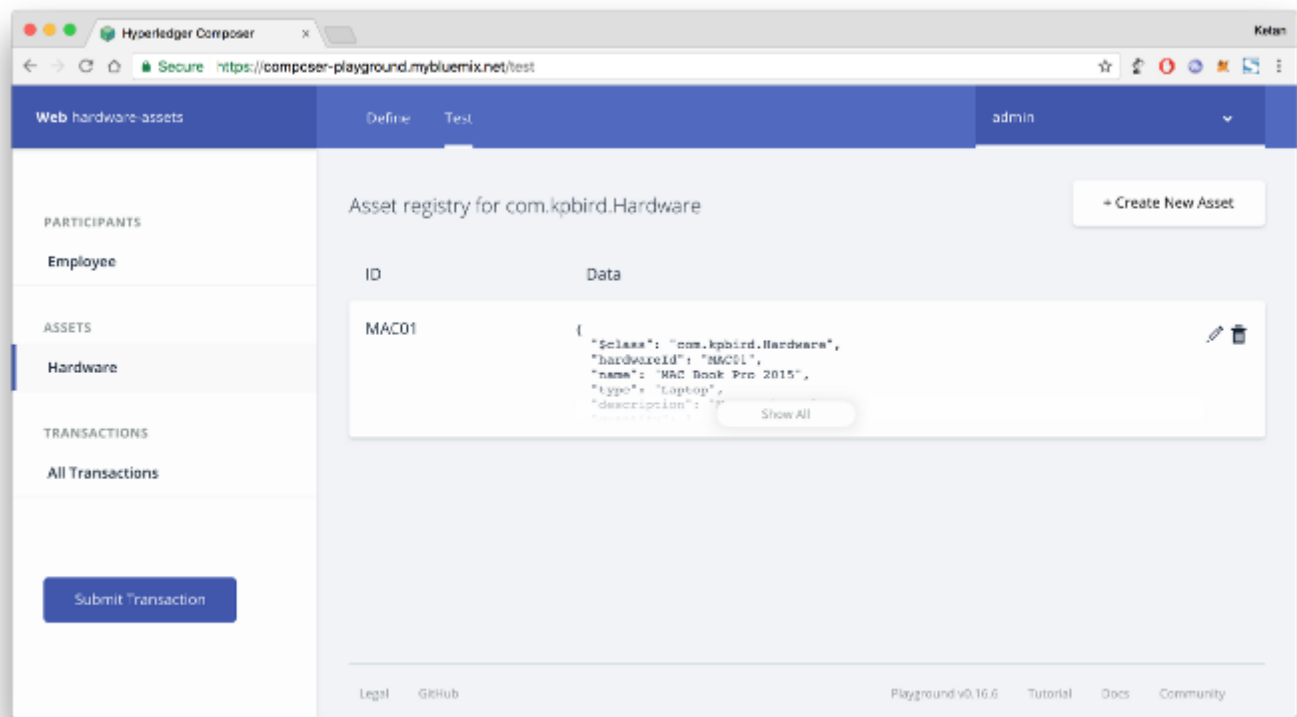 Hyperledger Composer
Ketan
Secure https://composer-playground.mybluemix.net/test
Web hardware-assets
Define Test
admin
PARTICIPANTS
Employee
ASSETS
Hardware
TRANSACTIONS
All Transactions
Submit Transaction
Asset registry for com.kpbird.Hardware
+ Create New Asset
ID Data
MAC01
{
"$class": "com.kpbird.Hardware",
"hardwareId": "MAC01",
"name": "MAC Book Pro 2015",
"type": "Laptop",
"description": "
Show All
Legal GitHub
Playground v0.16.6 Tutorial Docs Community